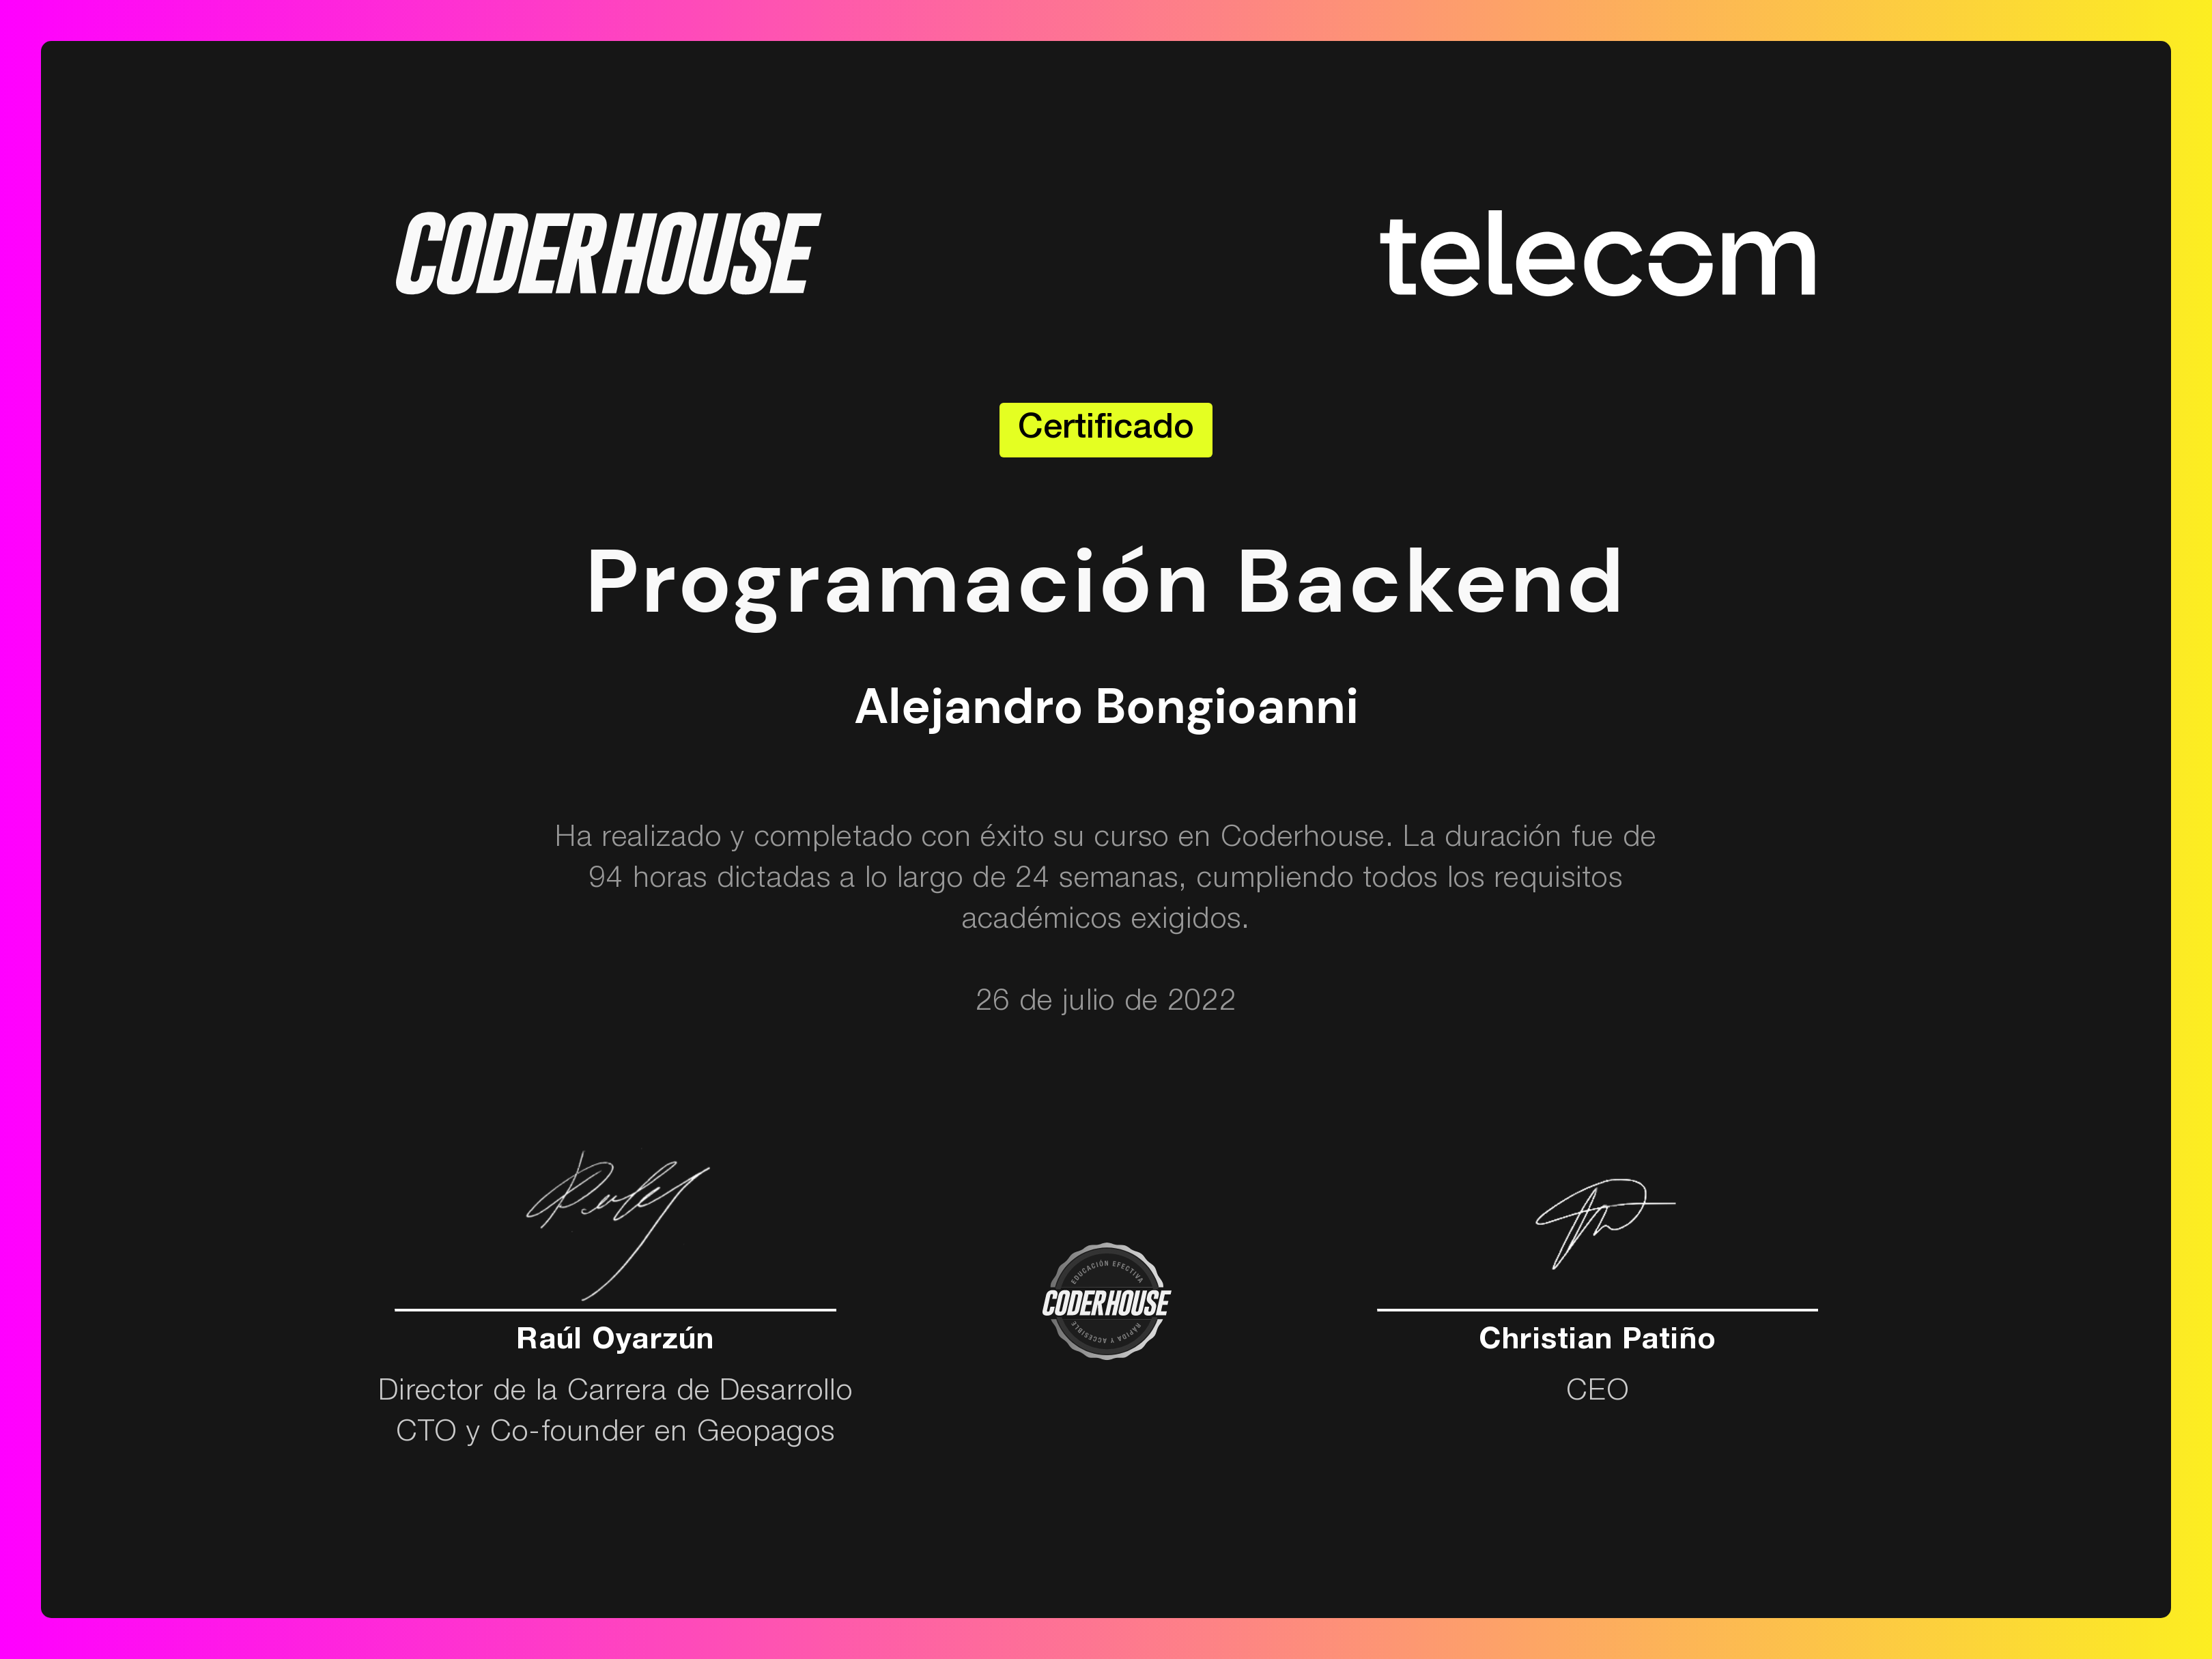 CODERHOUSE
telecom
Certificado
Programación Backend
Alejandro Bongioanni
Ha realizado y completado con éxito su curso en Coderhouse. La duración fue de
94 horas dictadas a lo largo de 24 semanas, cumpliendo todos los requisitos
académicos exigidos.
26 de julio de 2022
EDUCACIÓN EFECTIVA
CODERHOUSE
RÁPIDA Y ACCESIBLE
Raúl Oyarzún
Director de la Carrera de Desarrollo
CTO y Co-founder en Geopagos
Christian Patiño
CEO